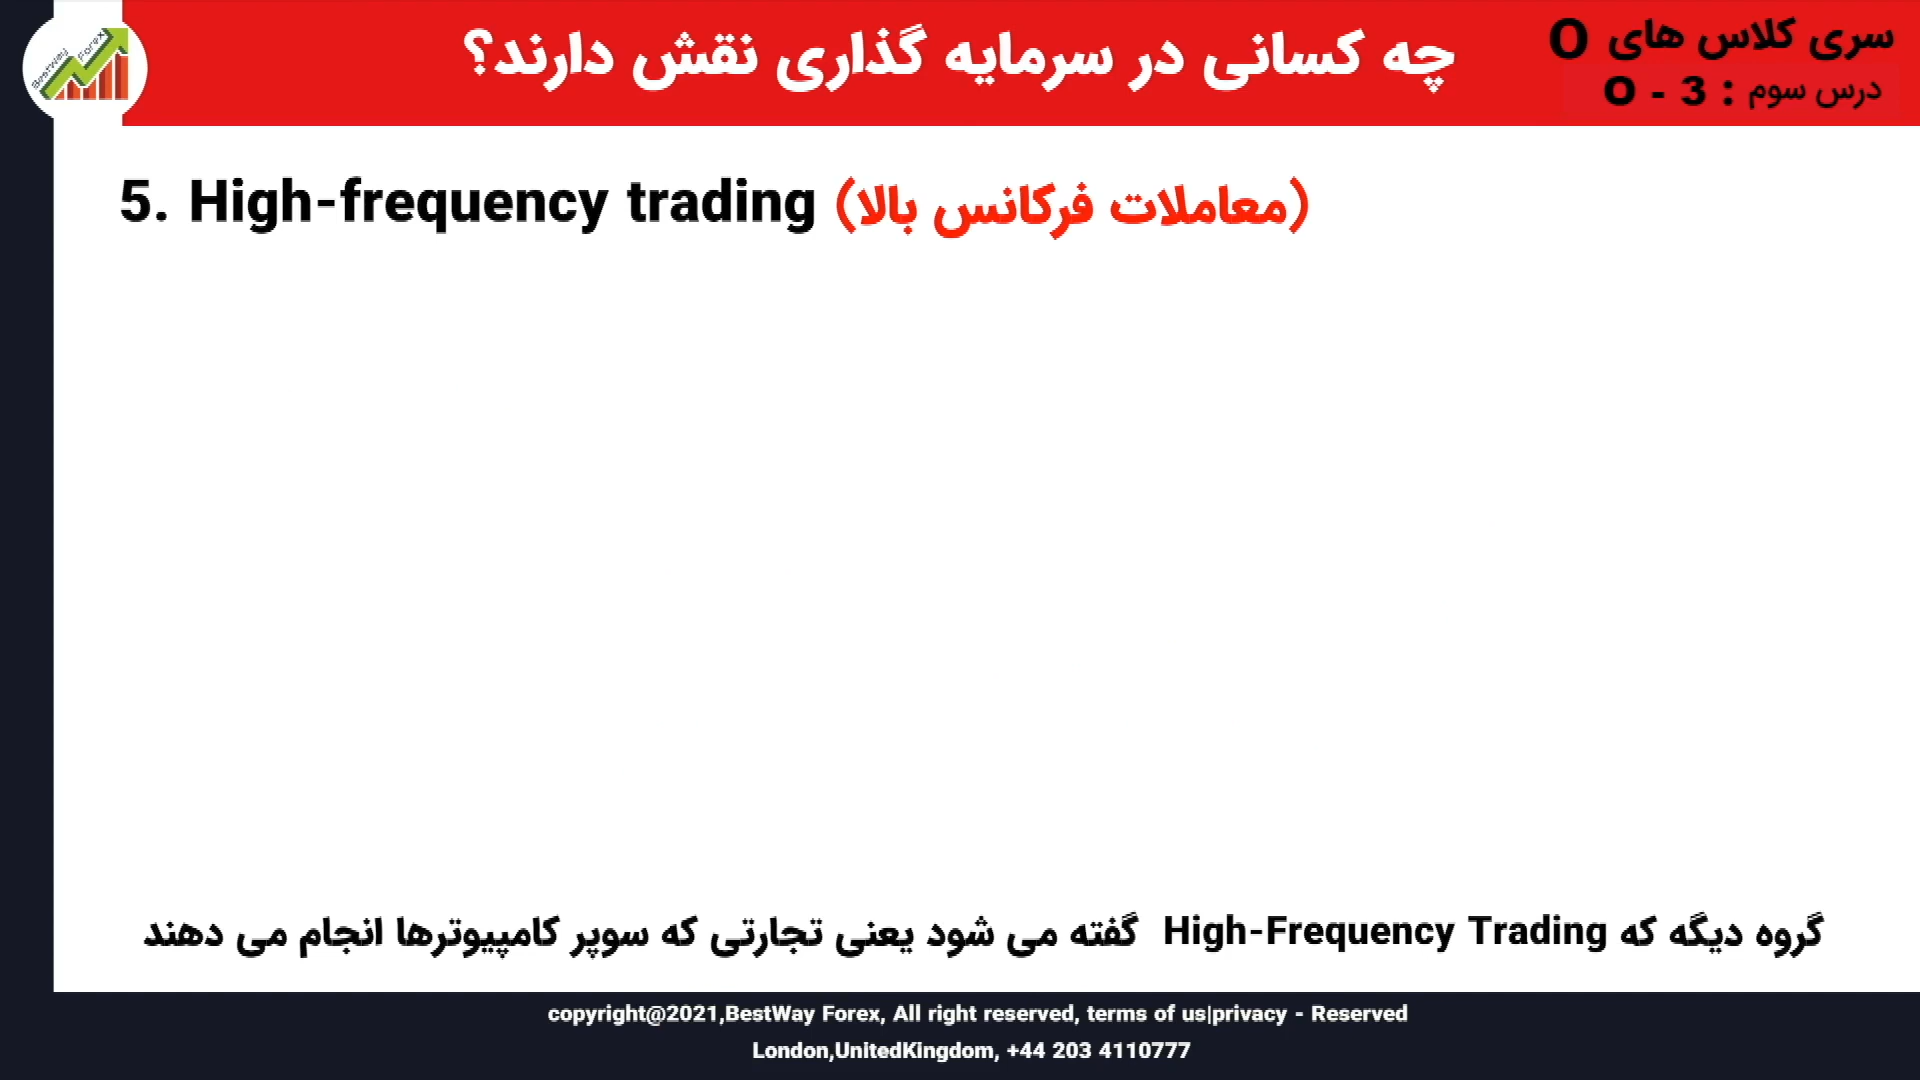 BestWay Forex
چه کسانی در سرمایه گذاری نقش دارند؟
سری کلاس های O
درس سوم : O - 3
5. High-frequency trading (معاملات فرکانس بالا)
گروه دیگه که High-Frequency Trading گفته می شود یعنی تجارتی که سوپر کامپیوترها انجام می دهند
copyright@2021,BestWay Forex, All right reserved, terms of us|privacy - Reserved
London,UnitedKingdom, +44 203 4110777